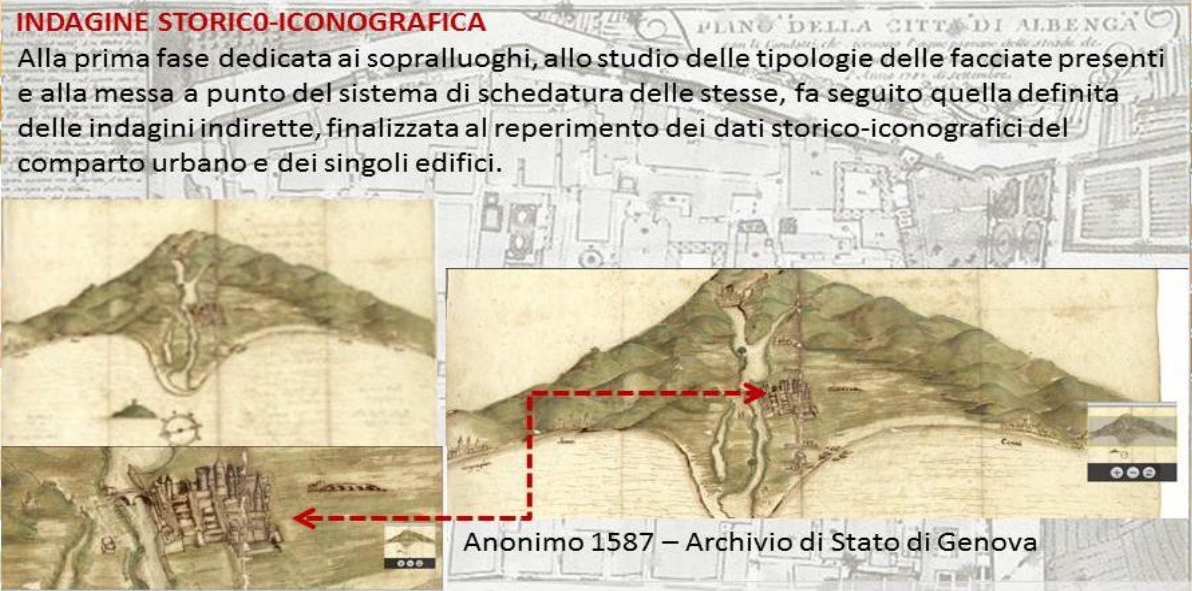 INDAGINE STORIC0-ICONOGRAFICA
PLINO DELLA CITTÀ DI ALBENGA
Alla prima fase dedicata ai sopralluoghi, allo studio delle tipologie delle facciate presenti
e alla messa a punto del sistema di schedatura delle stesse, fa seguito quella definita
delle indagini indirette, finalizzata al reperimento dei dati storico-iconografici del
comparto urbano e dei singoli edifici.
Anonimo 1587 – Archivio di Stato di Genova